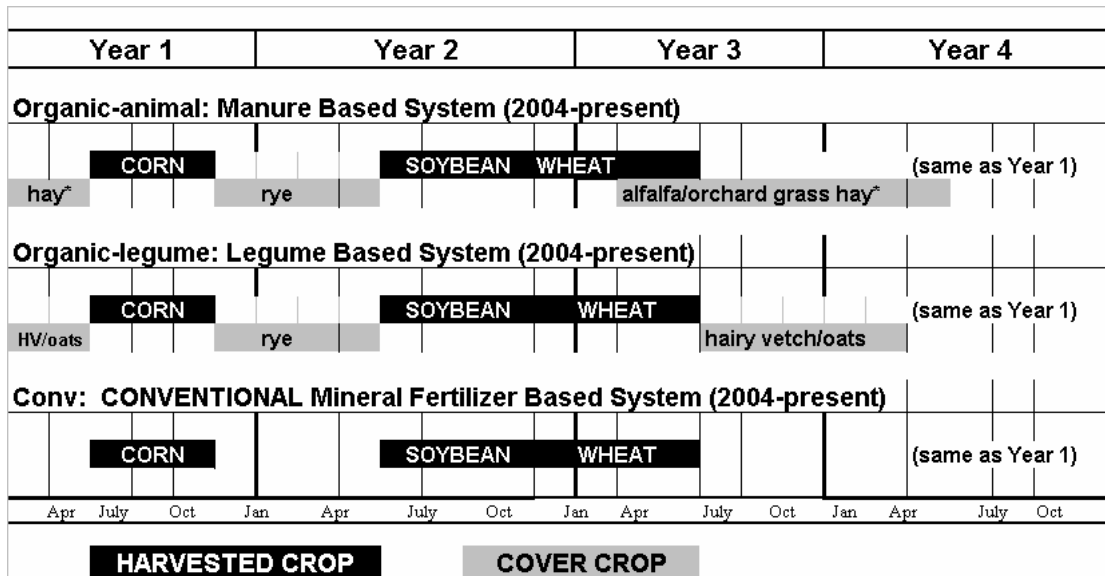 Year 1 Year 2 Year 3 Year 4
Organic-animal: Manure Based System (2004-present)
CORN SOYBEAN WHEAT (same as Year 1)
hay* rye alfalfa/orchard grass hay*
Organic-legume: Legume Based System (2004-present)
CORN SOYBEAN WHEAT (same as Year 1)
HV/oats rye hairy vetch/oats
Conv: CONVENTIONAL Mineral Fertilizer Based System (2004-present)
CORN SOYBEAN WHEAT (same as Year 1)
Apr July Oct Jan Apr July Oct Jan Apr July Oct Jan Apr July Oct
HARVESTED CROP COVER CROP